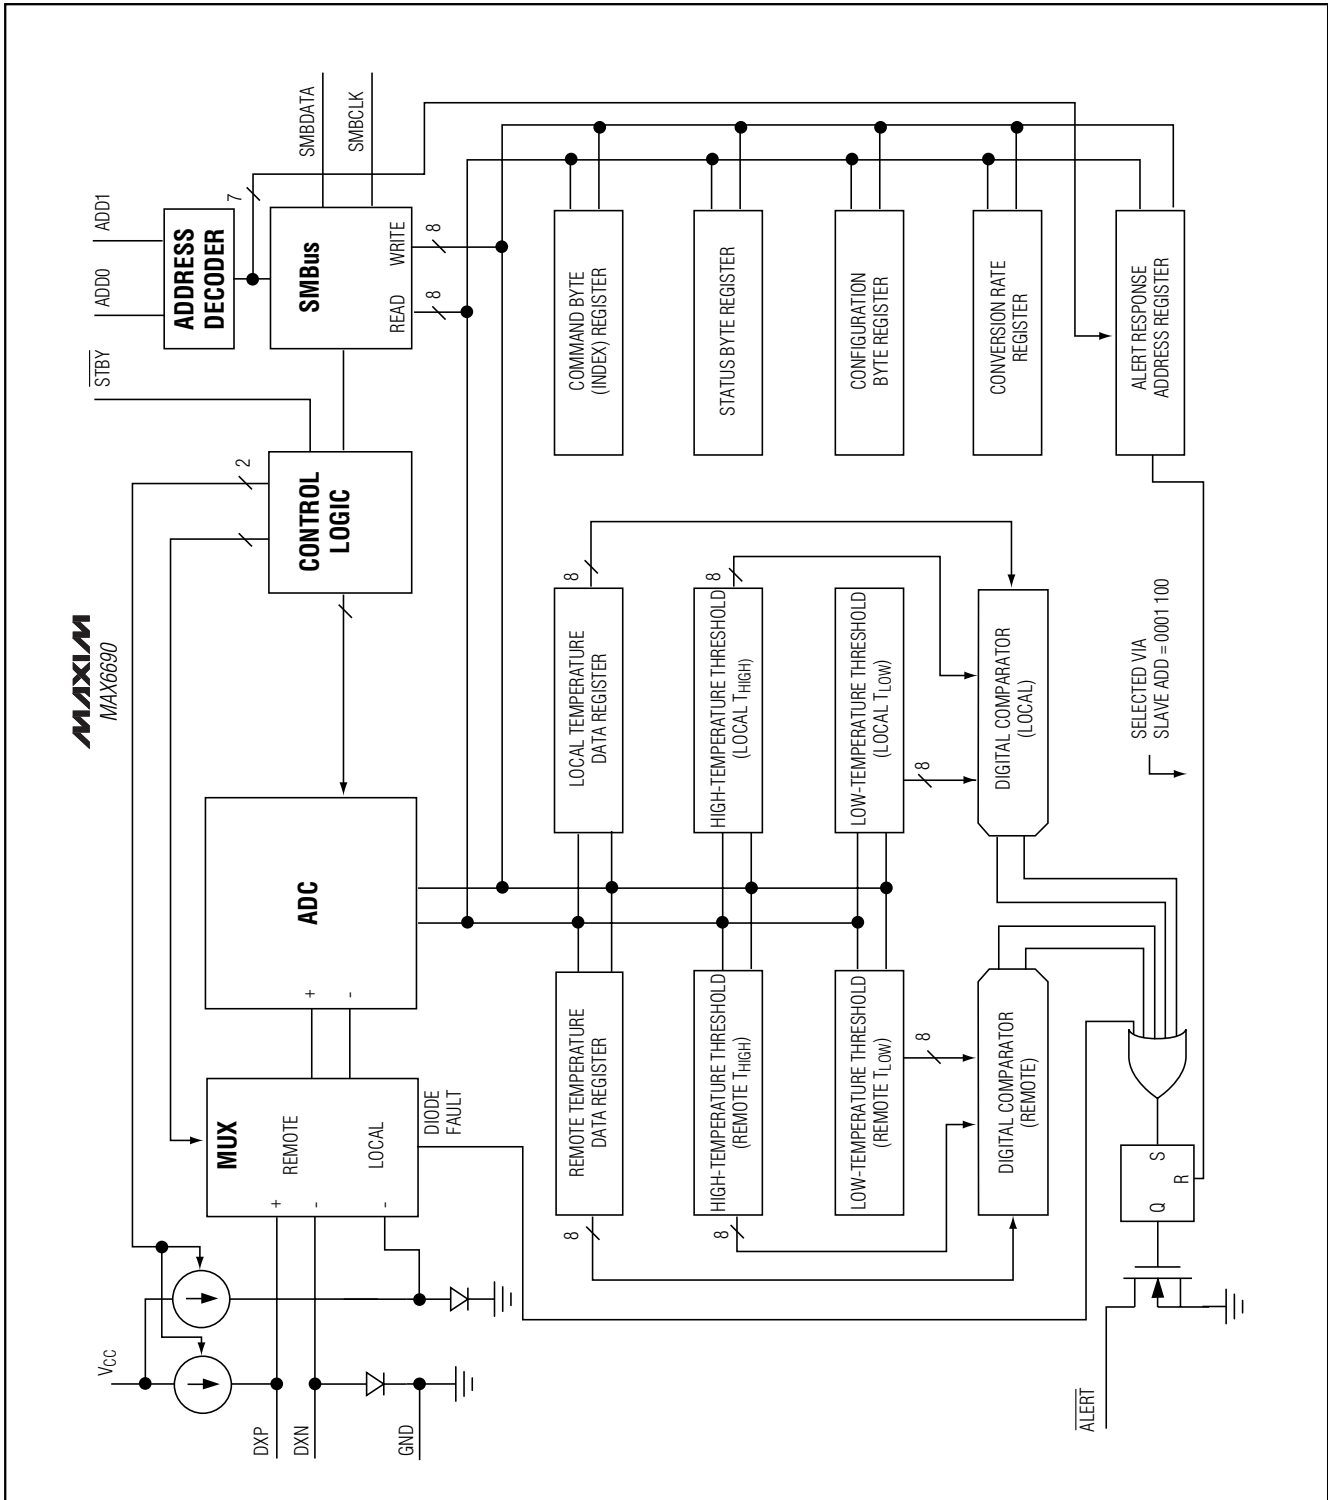 MAXIM
MAX6690
VCC
DXP
DXN
GND
+
-
-
MUX
REMOTE
LOCAL
DIODE
FAULT
+
-
ADC
2
CONTROL
LOGIC
STBY
ADD0
ADD1
ADDRESS
DECODER
7
SMBus
READ
WRITE
8
8
SMBDATA
SMBCLK
REMOTE TEMPERATURE
DATA REGISTER
8
LOCAL TEMPERATURE
DATA REGISTER
8
COMMAND BYTE
(INDEX) REGISTER
HIGH-TEMPERATURE THRESHOLD
(REMOTE THIGH)
8
HIGH-TEMPERATURE THRESHOLD
(LOCAL THIGH)
8
STATUS BYTE REGISTER
LOW-TEMPERATURE THRESHOLD
(REMOTE TLOW)
8
LOW-TEMPERATURE THRESHOLD
(LOCAL TLOW)
8
CONFIGURATION
BYTE REGISTER
DIGITAL COMPARATOR
(REMOTE)
DIGITAL COMPARATOR
(LOCAL)
CONVERSION RATE
REGISTER
ALERT RESPONSE
ADDRESS REGISTER
SELECTED VIA
SLAVE ADD = 0001 100
ALERT
Q
S
R